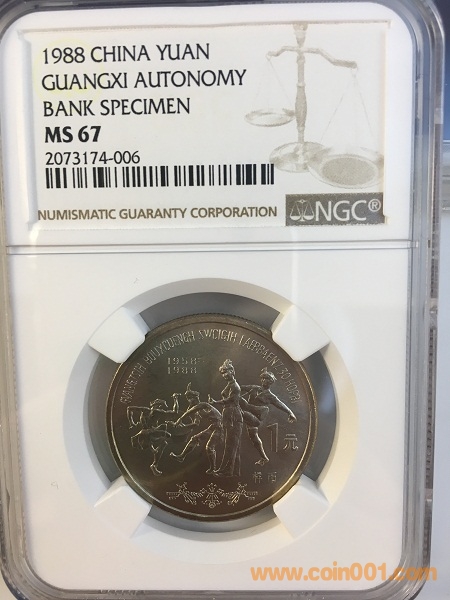 1988 CHINA YUAN
GUANGXI AUTONOMY
BANK SPECIMEN
MS 67
2073174-006
NUMISMATIC GUARANTY CORPORATION
NGC®
1958
1988
1元
样币
www.coin001.com